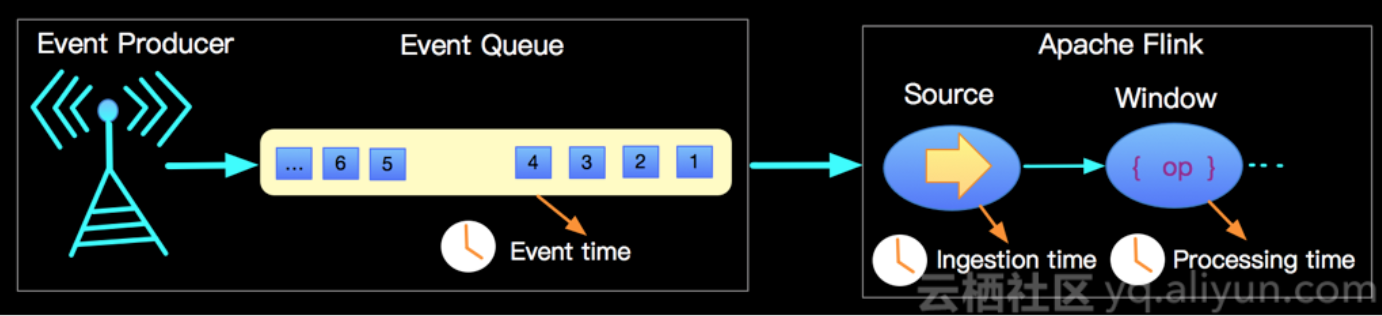 Event Producer
Event Queue
Apache Flink
Source
Window
... 6 5 4 3 2 1
{ op }
Event time
Ingestion time
Processing time
云栖社区 yq.aliyun.com